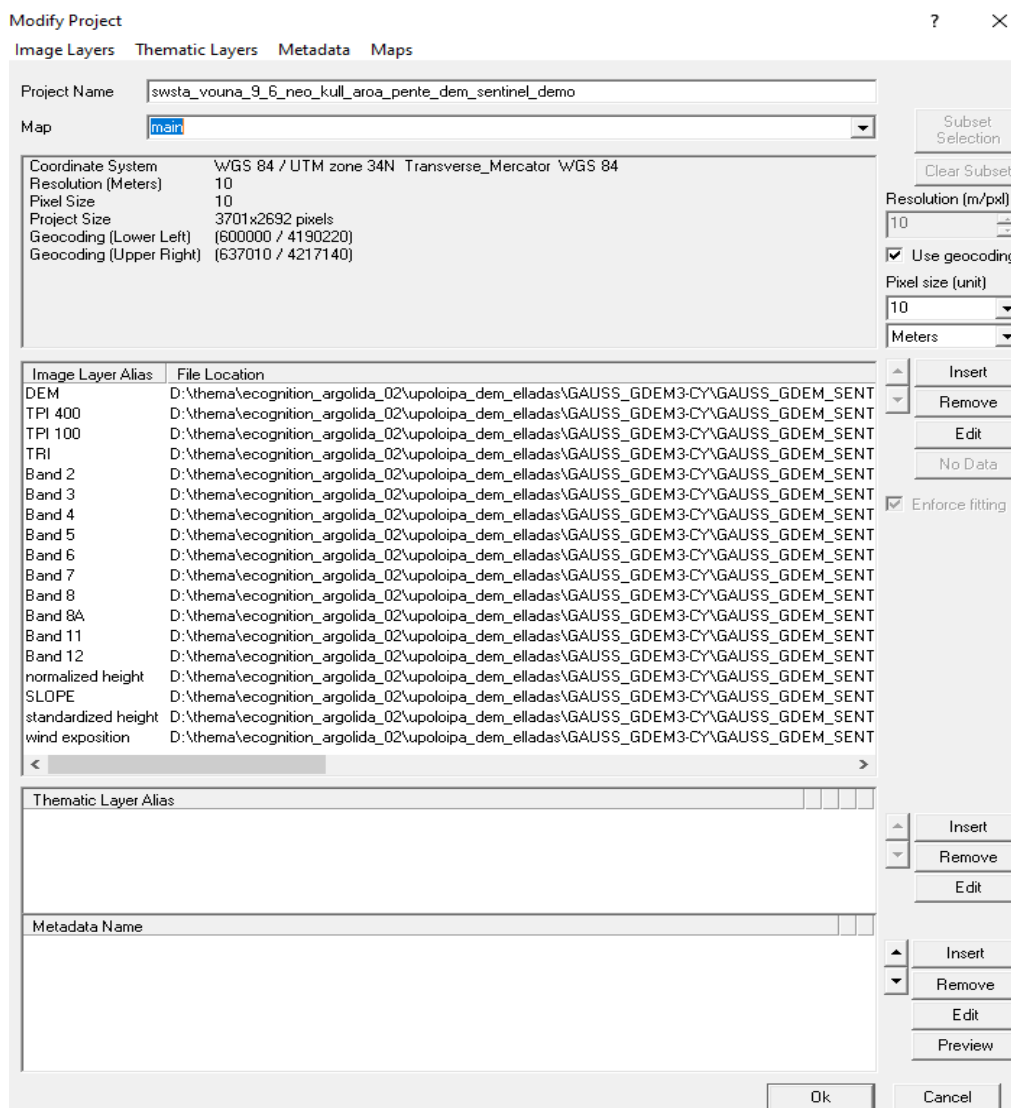 Modify Project
?
Image Layers Thematic Layers Metadata Maps
Project Name swsta_vouna_9_6_neo_kull_aroa_pente_dem_sentinel_demo
Map main
Subset Selection
Clear Subset
Coordinate System WGS 84 / UTM zone 34N Transverse_Mercator WGS 84
Resolution (Meters) 10
Pixel Size 10
Project Size 3701x2692 pixels
Geocoding (Lower Left) (600000 / 4190220)
Geocoding (Upper Right) (637010 / 4217140)
Resolution (m/pxl)
10
Use geocoding
Pixel size (unit)
10
Meters
Image Layer Alias File Location
DEM D:\thema\ecognition_argolida_02\upoloipa_dem_elladas\GAUSS_GDEM3-CY\GAUSS_GDEM_SENT
TPI 400 D:\thema\ecognition_argolida_02\upoloipa_dem_elladas\GAUSS_GDEM3-CY\GAUSS_GDEM_SENT
TPI 100 D:\thema\ecognition_argolida_02\upoloipa_dem_elladas\GAUSS_GDEM3-CY\GAUSS_GDEM_SENT
TRI D:\thema\ecognition_argolida_02\upoloipa_dem_elladas\GAUSS_GDEM3-CY\GAUSS_GDEM_SENT
Band 2 D:\thema\ecognition_argolida_02\upoloipa_dem_elladas\GAUSS_GDEM3-CY\GAUSS_GDEM_SENT
Band 3 D:\thema\ecognition_argolida_02\upoloipa_dem_elladas\GAUSS_GDEM3-CY\GAUSS_GDEM_SENT
Band 4 D:\thema\ecognition_argolida_02\upoloipa_dem_elladas\GAUSS_GDEM3-CY\GAUSS_GDEM_SENT
Band 5 D:\thema\ecognition_argolida_02\upoloipa_dem_elladas\GAUSS_GDEM3-CY\GAUSS_GDEM_SENT
Band 6 D:\thema\ecognition_argolida_02\upoloipa_dem_elladas\GAUSS_GDEM3-CY\GAUSS_GDEM_SENT
Band 7 D:\thema\ecognition_argolida_02\upoloipa_dem_elladas\GAUSS_GDEM3-CY\GAUSS_GDEM_SENT
Band 8 D:\thema\ecognition_argolida_02\upoloipa_dem_elladas\GAUSS_GDEM3-CY\GAUSS_GDEM_SENT
Band 8A D:\thema\ecognition_argolida_02\upoloipa_dem_elladas\GAUSS_GDEM3-CY\GAUSS_GDEM_SENT
Band 11 D:\thema\ecognition_argolida_02\upoloipa_dem_elladas\GAUSS_GDEM3-CY\GAUSS_GDEM_SENT
Band 12 D:\thema\ecognition_argolida_02\upoloipa_dem_elladas\GAUSS_GDEM3-CY\GAUSS_GDEM_SENT
normalized height D:\thema\ecognition_argolida_02\upoloipa_dem_elladas\GAUSS_GDEM3-CY\GAUSS_GDEM_SENT
SLOPE D:\thema\ecognition_argolida_02\upoloipa_dem_elladas\GAUSS_GDEM3-CY\GAUSS_GDEM_SENT
standardized height D:\thema\ecognition_argolida_02\upoloipa_dem_elladas\GAUSS_GDEM3-CY\GAUSS_GDEM_SENT
wind exposition D:\thema\ecognition_argolida_02\upoloipa_dem_elladas\GAUSS_GDEM3-CY\GAUSS_GDEM_SENT
Insert
Remove
Edit
No Data
Enforce fitting
Thematic Layer Alias
Insert
Remove
Edit
Metadata Name
Insert
Remove
Edit
Preview
Ok Cancel